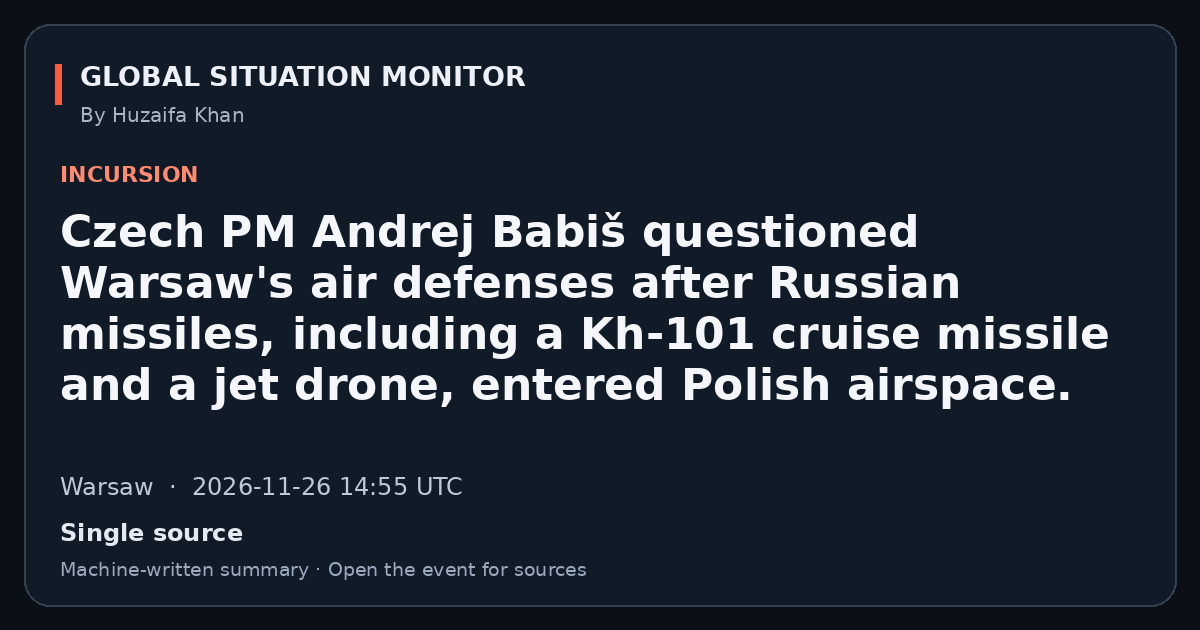 GLOBAL SITUATION MONITOR
By Huzaifa Khan
INCURSION
Czech PM Andrej Babiš questioned
Warsaw's air defenses after Russian
missiles, including a Kh-101 cruise missile
and a jet drone, entered Polish airspace.
Warsaw · 2026-11-26 14:55 UTC
Single source
Machine-written summary · Open the event for sources